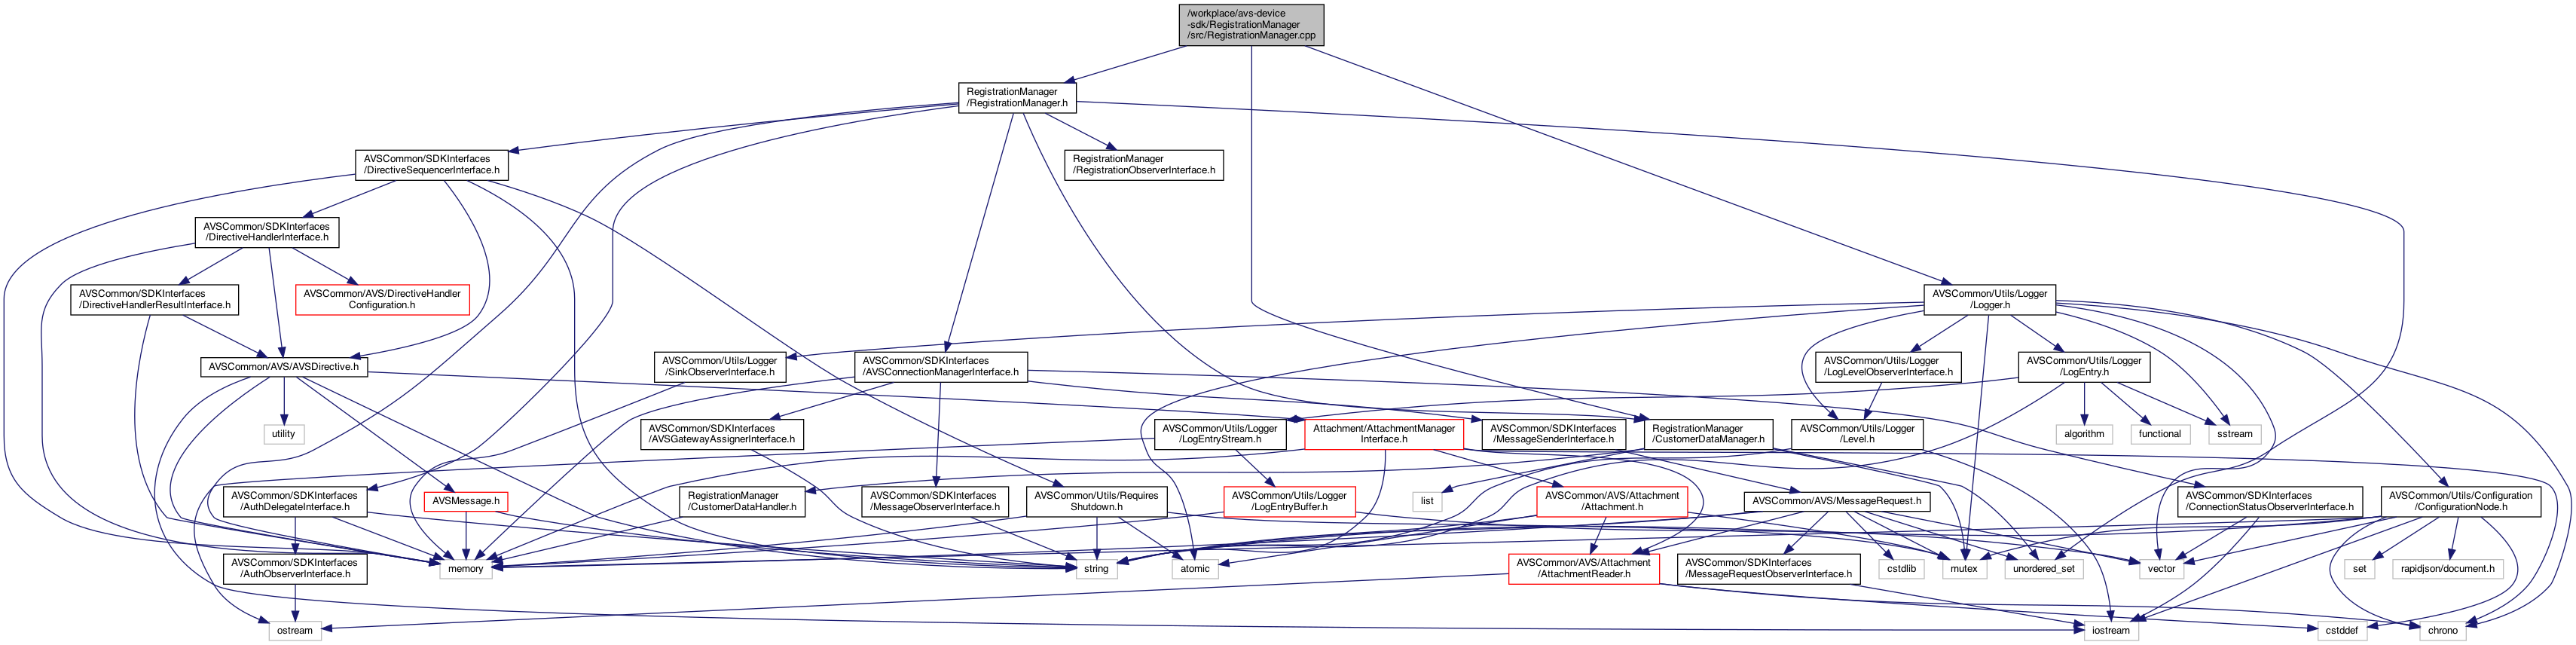 /workplace/avs-device
-sdk/RegistrationManager
/src/RegistrationManager.cpp
RegistrationManager
/RegistrationManager.h
AVSCommon/SDKInterfaces
/DirectiveSequencerInterface.h
RegistrationManager
/RegistrationObserverInterface.h
AVSCommon/SDKInterfaces
/DirectiveHandlerInterface.h
AVSCommon/SDKInterfaces
/DirectiveHandlerResultInterface.h
AVSCommon/AVS/DirectiveHandler
Configuration.h
AVSCommon/Utils/Logger
/Logger.h
AVSCommon/AVS/AVSDirective.h
AVSCommon/Utils/Logger
/SinkObserverInterface.h
AVSCommon/SDKInterfaces
/AVSConnectionManagerInterface.h
AVSCommon/Utils/Logger
/LogLevelObserverInterface.h
AVSCommon/Utils/Logger
/LogEntry.h
utility
AVSCommon/SDKInterfaces
/AVSGatewayAssignerInterface.h
AVSCommon/Utils/Logger
/LogEntryStream.h
Attachment/AttachmentManager
Interface.h
AVSCommon/SDKInterfaces
/MessageSenderInterface.h
RegistrationManager
/CustomerDataManager.h
AVSCommon/Utils/Logger
/Level.h
algorithm
functional
sstream
AVSCommon/SDKInterfaces
/AuthDelegateInterface.h
AVSMessage.h
RegistrationManager
/CustomerDataHandler.h
AVSCommon/SDKInterfaces
/MessageObserverInterface.h
AVSCommon/Utils/Requires
Shutdown.h
AVSCommon/Utils/Logger
/LogEntryBuffer.h
list
AVSCommon/AVS/Attachment
/Attachment.h
AVSCommon/AVS/MessageRequest.h
AVSCommon/SDKInterfaces
/ConnectionStatusObserverInterface.h
AVSCommon/Utils/Configuration
/ConfigurationNode.h
AVSCommon/SDKInterfaces
/AuthObserverInterface.h
memory
string
atomic
AVSCommon/AVS/Attachment
/AttachmentReader.h
AVSCommon/SDKInterfaces
/MessageRequestObserverInterface.h
cstdlib
mutex
unordered_set
vector
set
rapidjson/document.h
ostream
iostream
cstddef
chrono